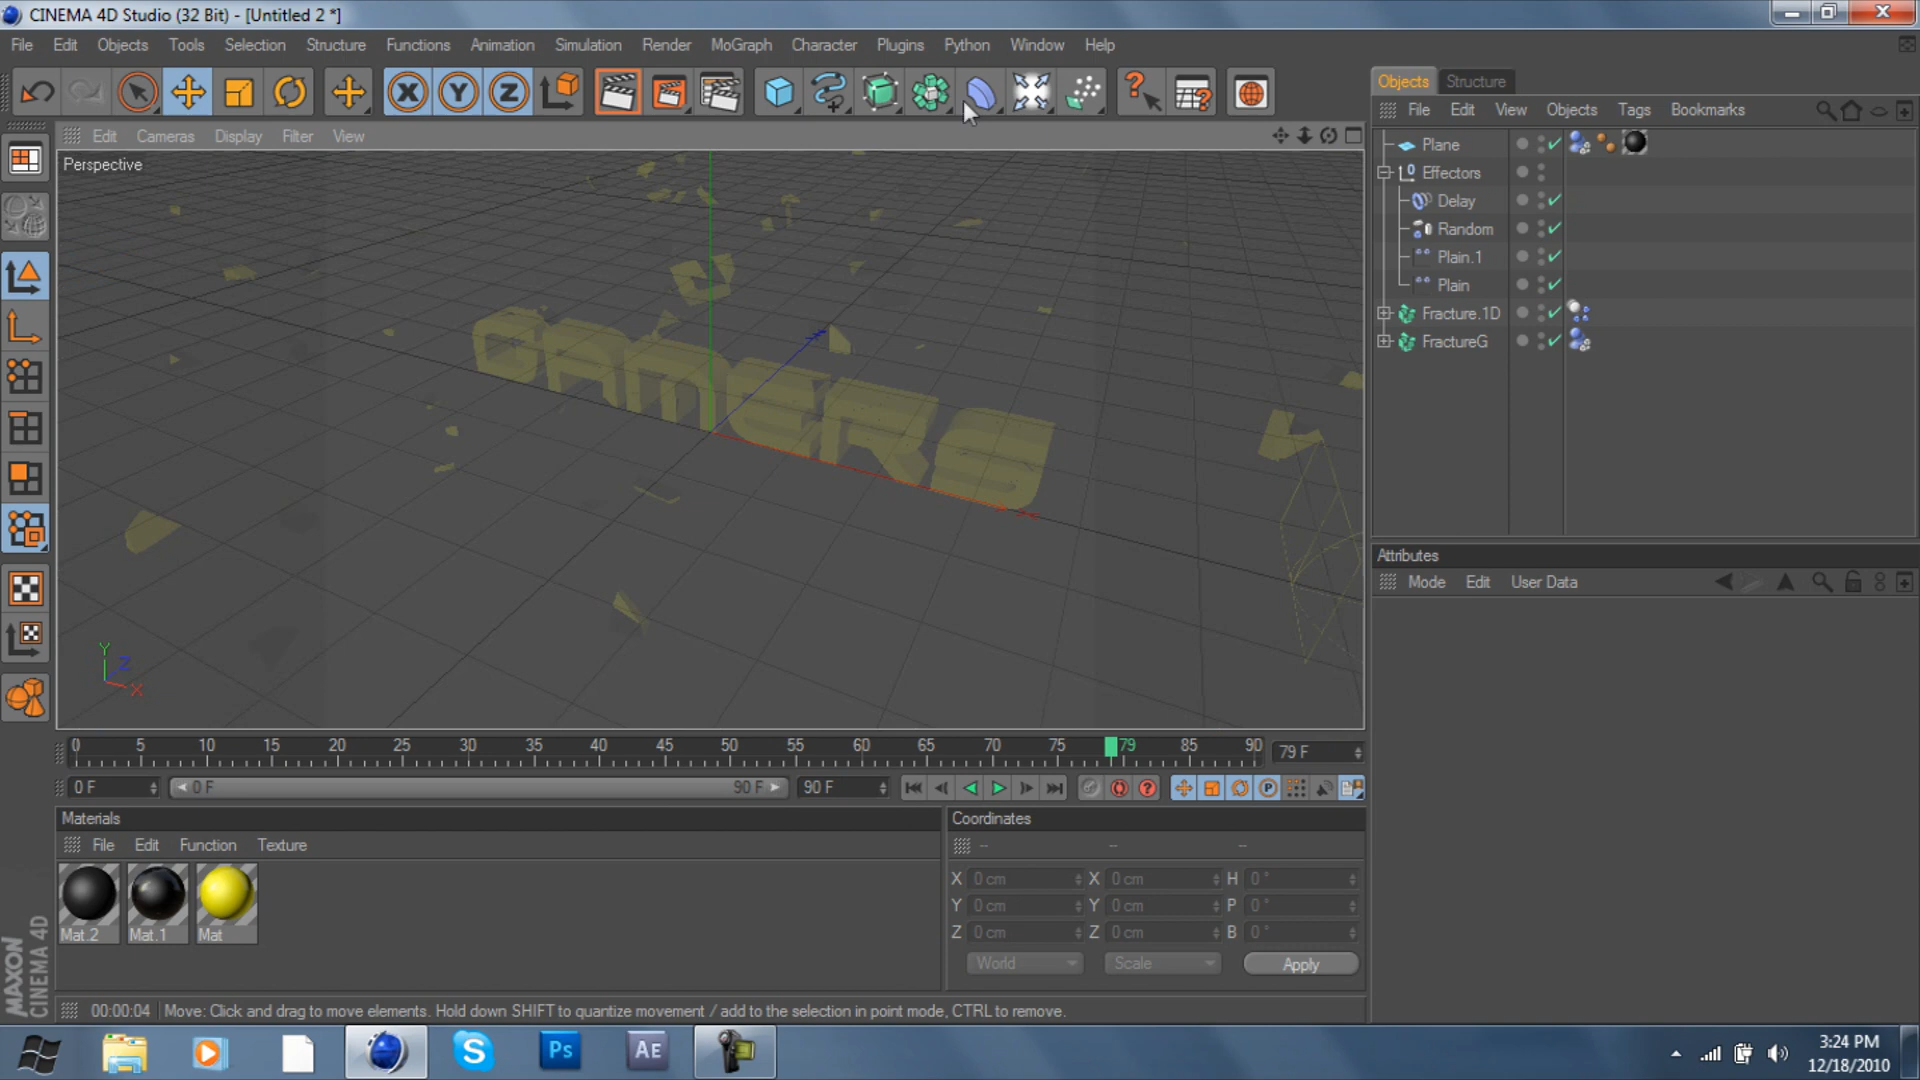 CINEMA 4D Studio (32 Bit) - [Untitled 2 *]
File Edit Objects Tools Selection Structure Functions Animation Simulation Render MoGraph Character Plugins Python Window Help
X Y Z
Objects Structure
File Edit View Objects Tags Bookmarks
Edit Cameras Display Filter View
Perspective
Plane
Effectors
Delay
Random
Plain.1
Plain
Fracture.1D
FractureG
GAMERS
Y Z X
Attributes
Mode Edit User Data
0 5 10 15 20 25 30 35 40 45 50 55 60 65 70 75 79 85 90 79 F
0 F 0 F 90 F 90 F
Materials
File Edit Function Texture
Mat.2 Mat.1 Mat
Coordinates
-- -- --
X 0 cm X 0 cm H 0 °
Y 0 cm Y 0 cm P 0 °
Z 0 cm Z 0 cm B 0 °
World Scale Apply
MAXON
CINEMA 4D
00:00:04 Move: Click and drag to move elements. Hold down SHIFT to quantize movement / add to the selection in point mode, CTRL to remove.
Ps AE
3:24 PM
12/18/2010